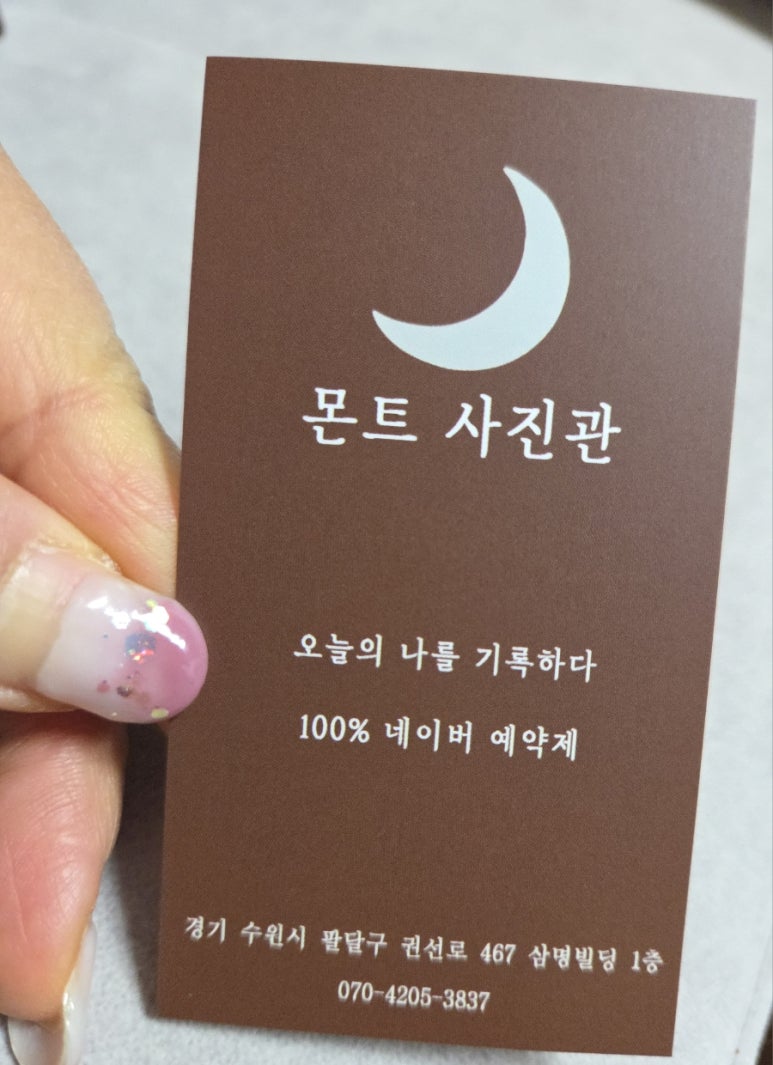 몬트 사진관
오늘의 나를 기록하다
100% 네이버 예약제
경기 수원시 팔달구 권선로 467 삼명빌딩 1층
070-4205-3837